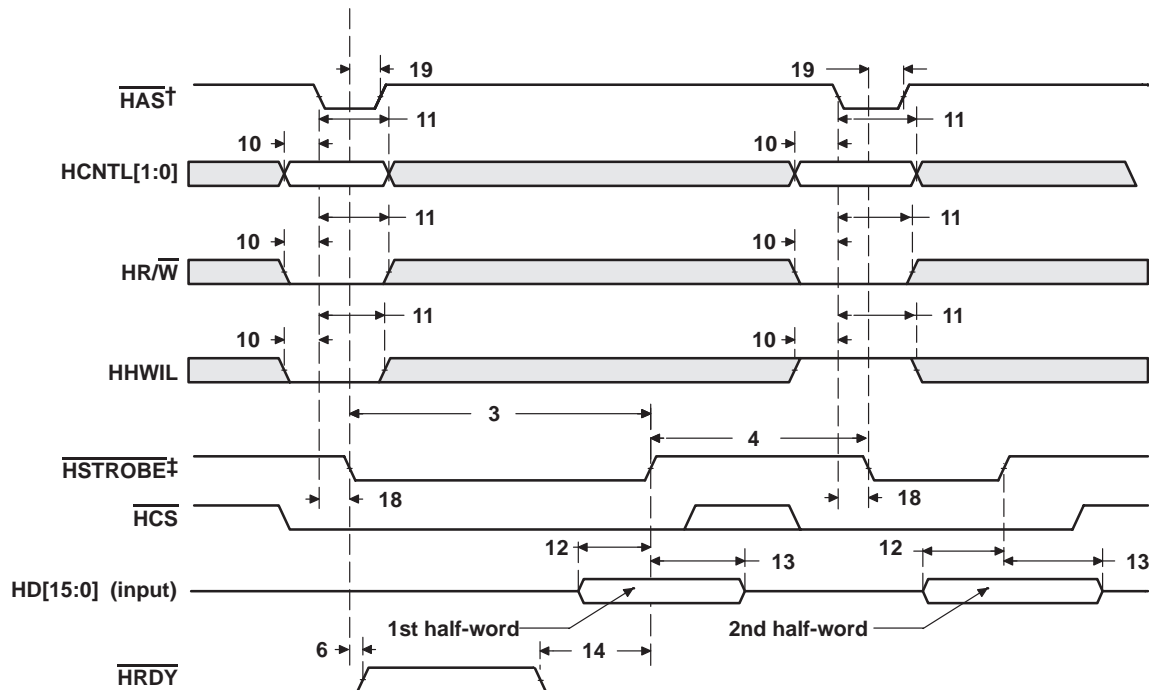 19 19
HAS†
11 11
10 10
HCNTL[1:0]
11 11
10 10
HR/W
11 11
10 10
HHWIL
3
4
HSTROBE‡
18 18
HCS
12 12
13 13
HD[15:0] (input)
1st half-word 2nd half-word
6 14
HRDY